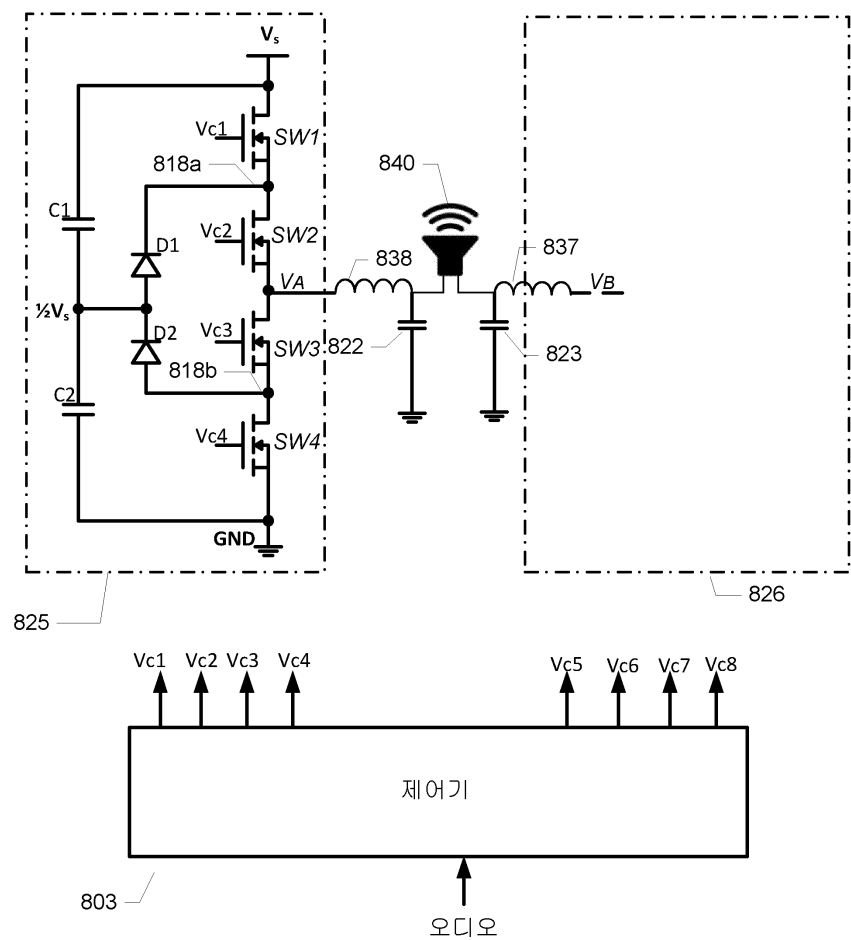 Vs
Vc1
SW1
818a
840
C1
Vc2
SW2
D1
838
837
VA
VB
½Vs
D2
Vc3
SW3
822
823
818b
C2
Vc4
SW4
GND
825
826
Vc1 Vc2 Vc3 Vc4 Vc5 Vc6 Vc7 Vc8
제어기
803
오디오